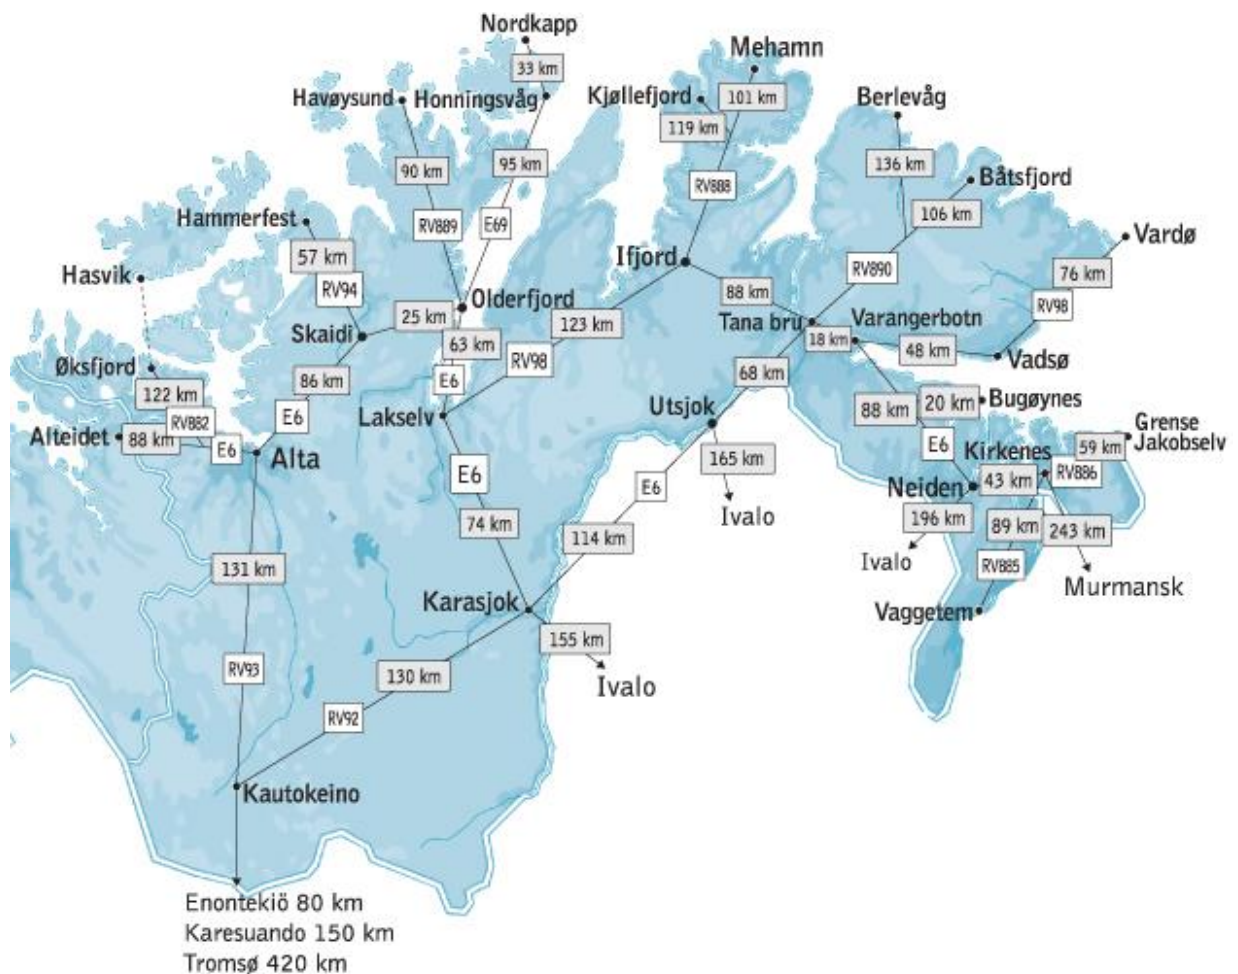 Nordkapp
33 km
Mehamn
Havøysund
Honningsvåg
Kjøllefjord
101 km
Berlevåg
119 km
90 km
95 km
136 km
Båtsfjord
RV888
106 km
Hammerfest
RV889
E69
Vardø
57 km
Ifjord
RV890
76 km
Hasvik
RV94
88 km
RV98
Olderfjord
25 km
123 km
Tana bru
Varangerbotn
Skaidi
63 km
18 km
48 km
Vadsø
Øksfjord
RV98
68 km
122 km
86 km
E6
Utsjok
88 km
20 km
Bugøynes
RV882
E6
Lakselv
Grense
Jakobselv
Alteidet
88 km
E6
Alta
E6
59 km
Kirkenes
RV886
165 km
E6
E6
Neiden
43 km
Ivalo
196 km
89 km
243 km
74 km
114 km
Ivalo
RV885
131 km
Murmansk
Karasjok
Vaggetem
155 km
RV93
130 km
Ivalo
RV92
Kautokeino
Enontekiö 80 km
Karesuando 150 km
Tromsø 420 km